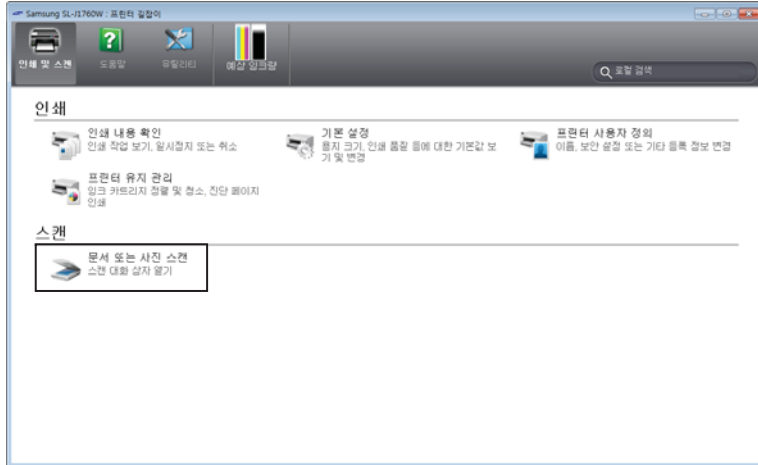 Samsung SL-J1760W : 프린터 길잡이
인쇄 및 스캔
도움말
유틸리티
예상 잉크량
로컬 검색
인쇄
인쇄 내용 확인
인쇄 작업 보기, 일시정지 또는 취소
기본 설정
용지 크기, 인쇄 품질 등에 대한 기본값 보
기 및 변경
프린터 사용자 정의
이름, 보안 설정 또는 기타 등록 정보 변경
프린터 유지 관리
잉크 카트리지 정렬 및 청소, 진단 페이지
인쇄
스캔
문서 또는 사진 스캔
스캔 대화 상자 열기